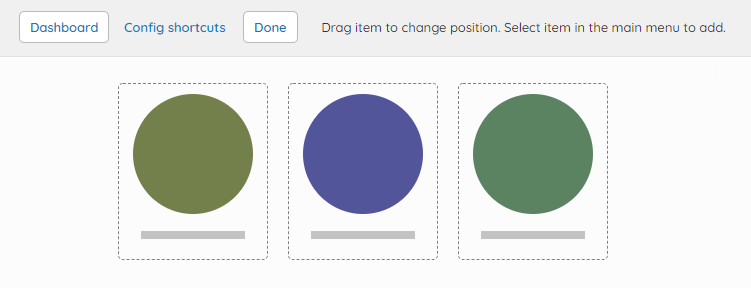 Dashboard Config shortcuts Done Drag item to change position. Select item in the main menu to add.